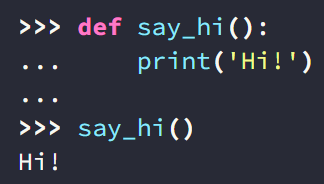 >>> def say_hi():
...     print('Hi!')
...
>>> say_hi()
Hi!